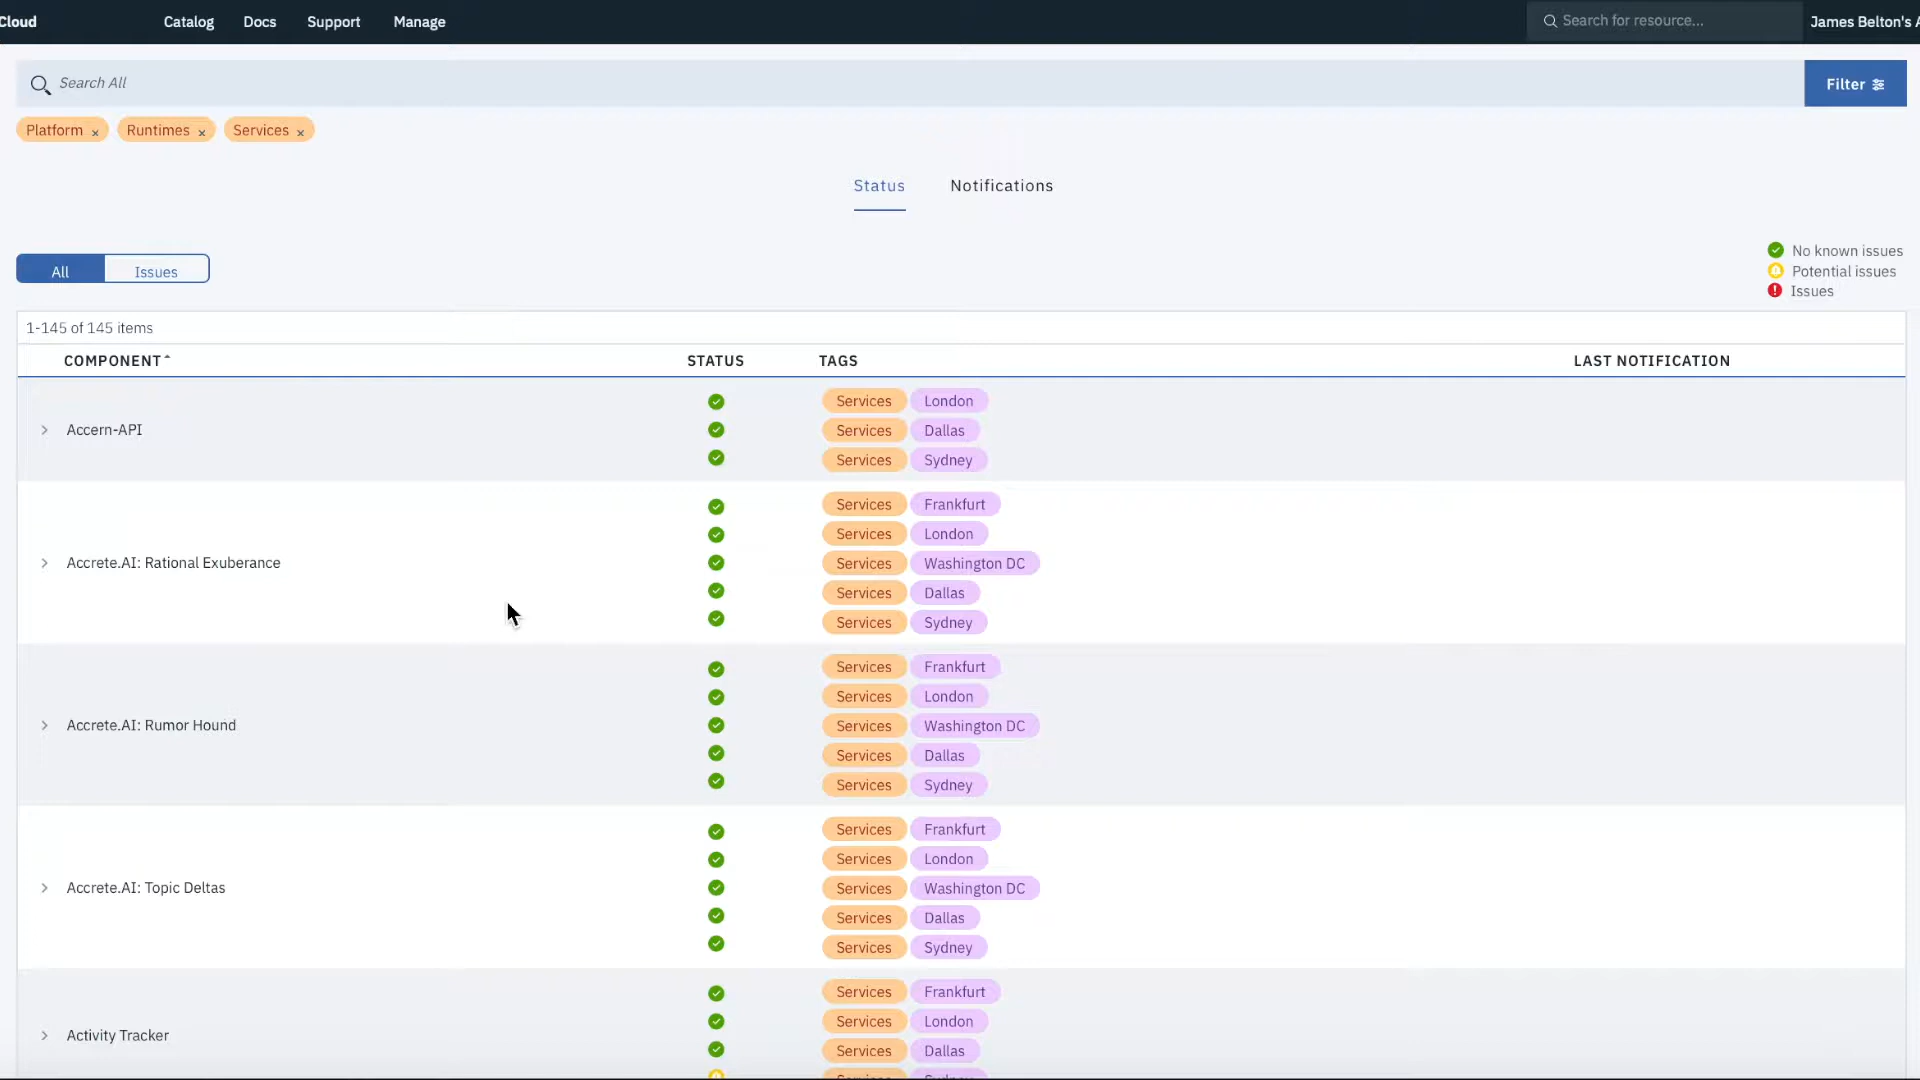 Cloud Catalog Docs Support Manage Search for resource... James Belton's A
Search All Filter
Platform × Runtimes × Services ×
Status Notifications
No known issues
All Issues
Potential issues
Issues
1-145 of 145 items
COMPONENT STATUS TAGS LAST NOTIFICATION
Services London
Accern-API Services Dallas
Services Sydney
Services Frankfurt
Services London
Accrete.AI: Rational Exuberance Services Washington DC
Services Dallas
Services Sydney
Services Frankfurt
Services London
Accrete.AI: Rumor Hound Services Washington DC
Services Dallas
Services Sydney
Services Frankfurt
Services London
Accrete.AI: Topic Deltas Services Washington DC
Services Dallas
Services Sydney
Services Frankfurt
Services London
Activity Tracker
Services Dallas
Services Sydney